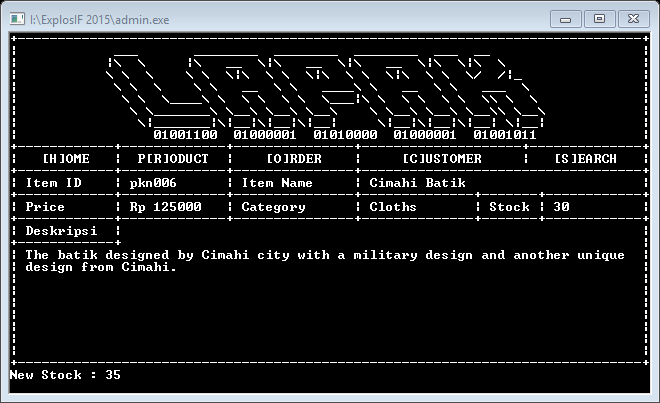 I:\ExplosIF 2015\admin.exe
LAPAK
01001100 01000001 01010000 01000001 01001011
[H]OME P[R]ODUCT [O]RDER [C]USTOMER [S]EARCH
Item ID pkn006 Item Name Cimahi Batik
Price Rp 125000 Category Cloths Stock 30
Deskripsi
The batik designed by Cimahi city with a military design and another unique
design from Cimahi.
New Stock : 35